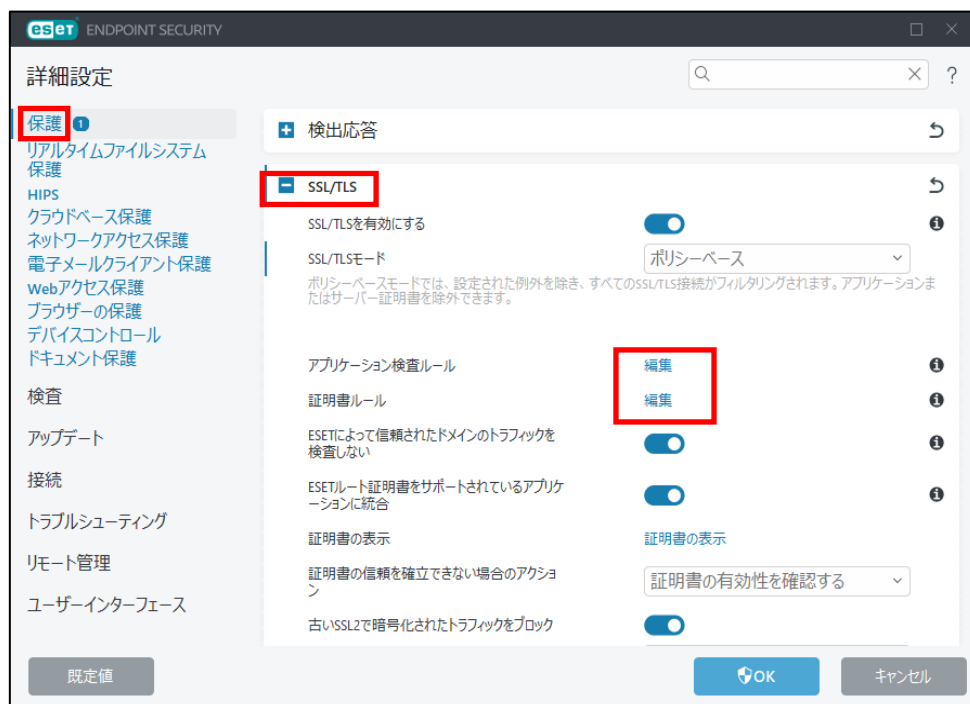 eset ENDPOINT SECURITY
詳細設定
?
保護 1
リアルタイムファイルシステム
保護
HIPS
クラウドベース保護
ネットワークアクセス保護
電子メールクライアント保護
Webアクセス保護
ブラウザーの保護
デバイスコントロール
ドキュメント保護
検査
アップデート
接続
トラブルシューティング
リモート管理
ユーザーインターフェース
検出応答
SSL/TLS
SSL/TLSを有効にする
SSL/TLSモード
ポリシーベース
ポリシーベースモードでは、設定された例外を除き、すべてのSSL/TLS接続がフィルタリングされます。アプリケーションま
たはサーバー証明書を除外できます。
アプリケーション検査ルール
編集
証明書ルール
編集
ESETによって信頼されたドメインのトラフィックを
検査しない
ESETルート証明書をサポートされているアプリケ
ーションに統合
証明書の表示
証明書の表示
証明書の信頼を確立できない場合のアクショ
ン
証明書の有効性を確認する
古いSSL2で暗号化されたトラフィックをブロック
既定値
OK
キャンセル